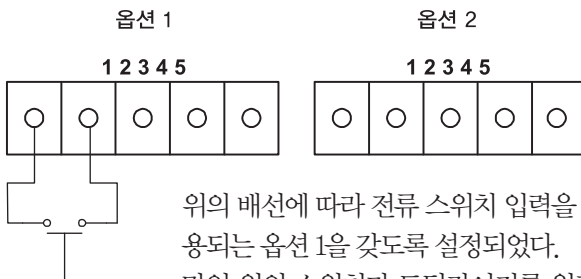 옵션 1 옵션 2
1 2 3 4 5 1 2 3 4 5
위의 배선에 따라 전류 스위치 입력을
용되는 옵션 1을 갖도록 설정되었다.